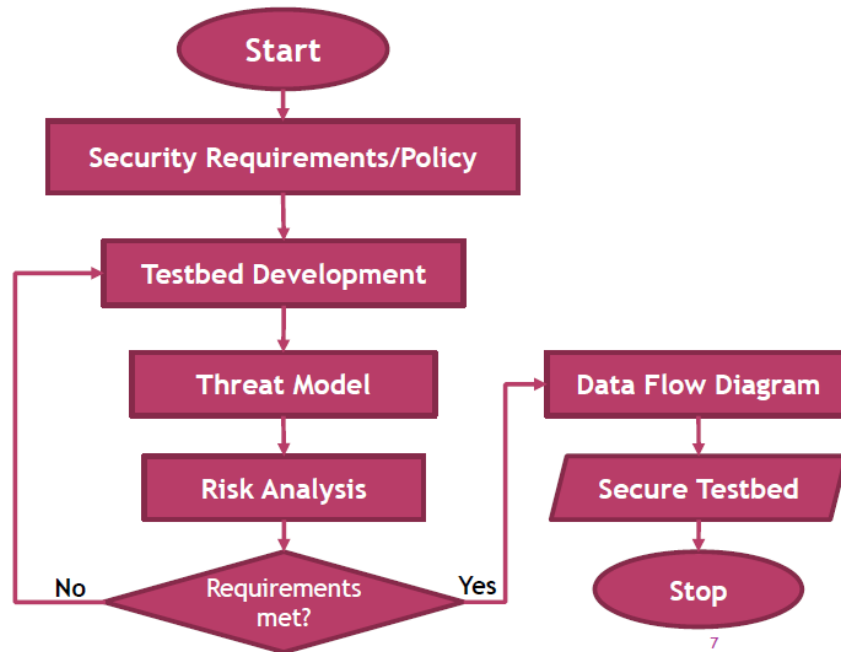 Start
Security Requirements/Policy
Testbed Development
Threat Model
Risk Analysis
Requirements
met?
No
Yes
Data Flow Diagram
Secure Testbed
Stop
7